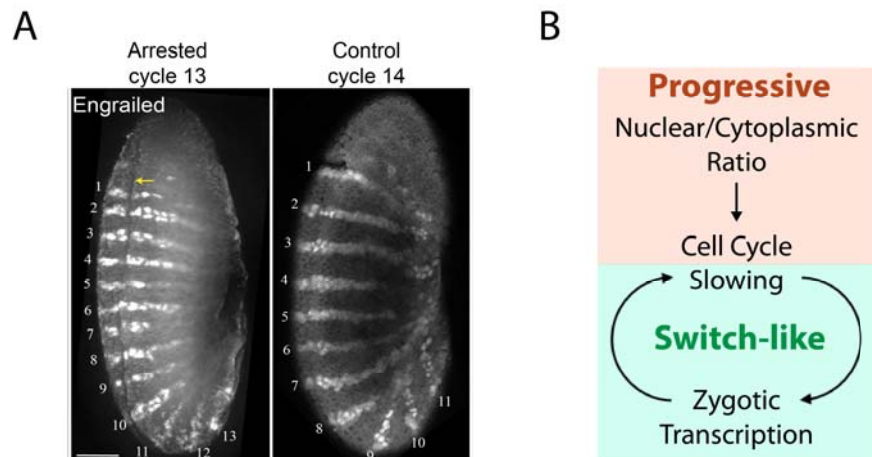 A
Arrested
cycle 13
Engrailed
1
2
3
4
5
6
7
8
9
10
11
12
13
Control
cycle 14
1
2
3
4
5
6
7
8
9
10
11
B
Progressive
Nuclear/Cytoplasmic
Ratio
Cell Cycle
Slowing
Switch-like
Zygotic
Transcription